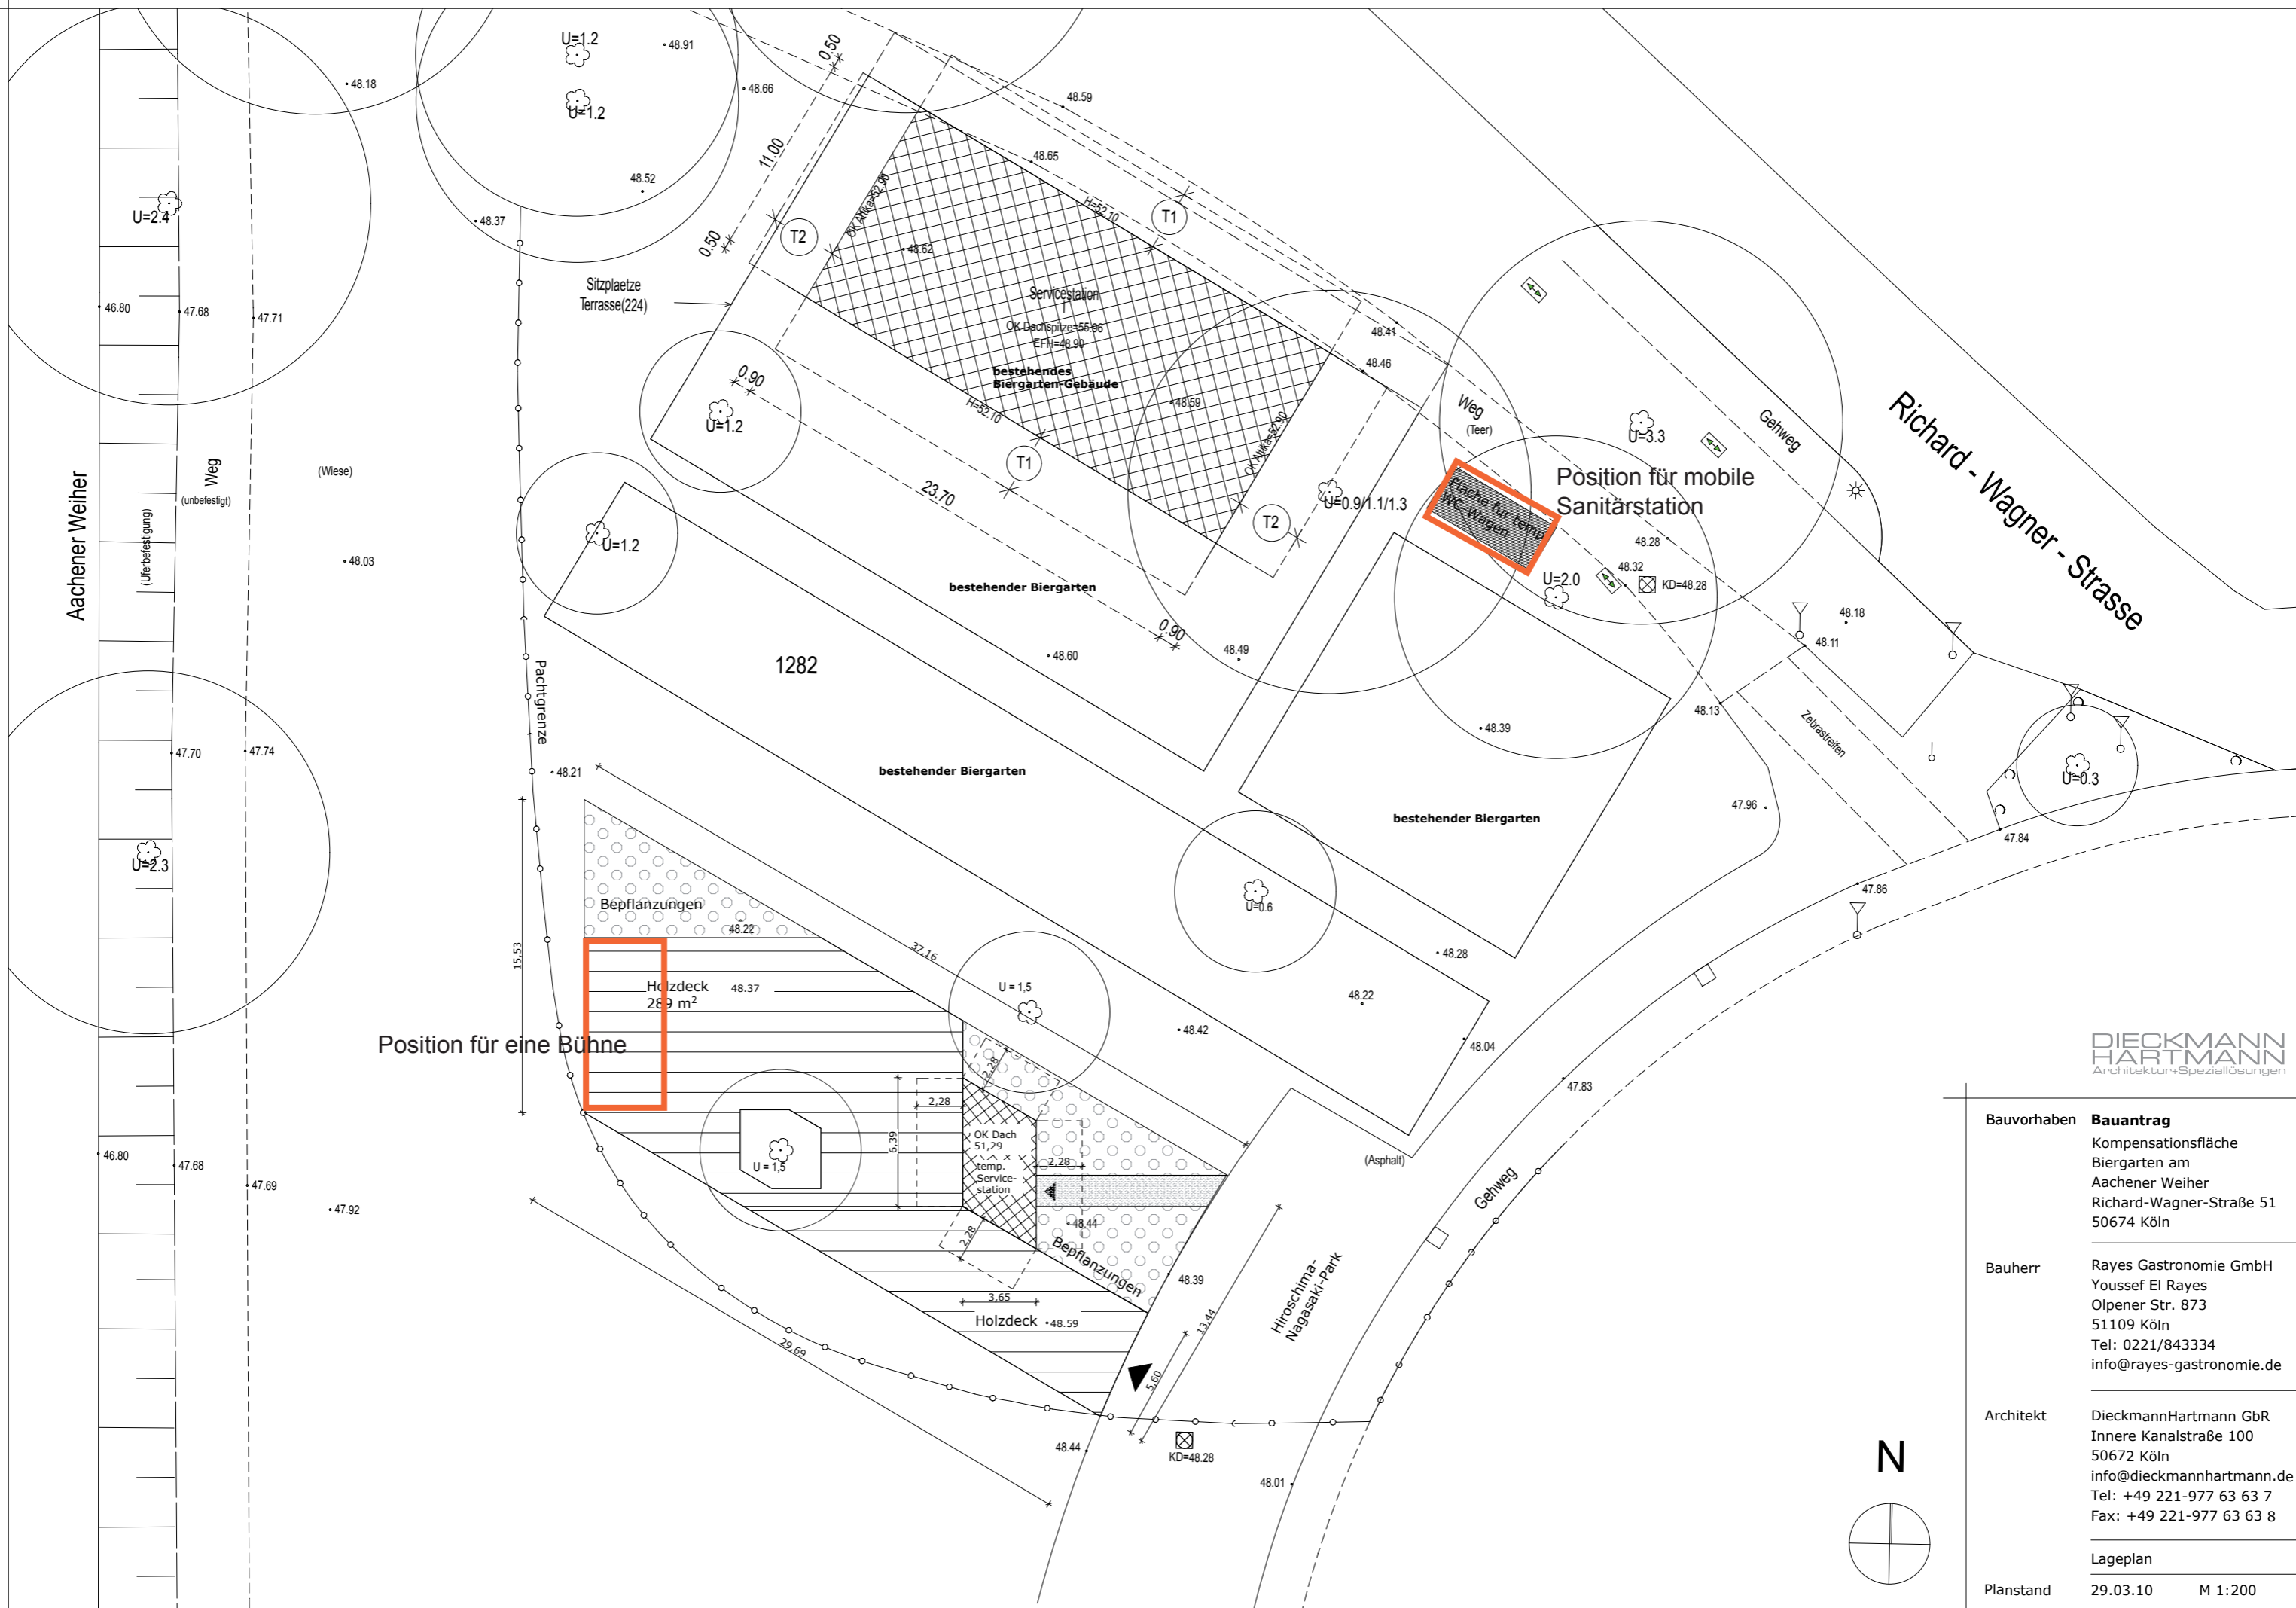 U=1.2
48.91
0.50
48.18
48.66
48.59
U=1.2
11.00
48.65
48.52
OK Attika=52.90
H=52.10
T1
U=2.4
48.37
T2
48.62
0.50
Sitzplaetze
Terrasse(224)
Servicestation
I
OK Dachspitze=55.96
EFH=48.90
46.80
47.68
47.71
48.41
48.46
bestehendes
Biergarten-Gebäude
0.90
H=52.10
48.59
OK Attika=52.90
Weg
(Teer)
Gehweg
Richard - Wagner - Strasse
U=1.2
U=3.3
T1
23.70
Aachener Weiher
(Uferbefestigung)
Weg
(unbefestigt)
(Wiese)
T2
U=0.9/1.1/1.3
Fläche für temp
WC-Wagen
Position für mobile
Sanitärstation
U=1.2
48.03
48.28
48.32
KD=48.28
U=2.0
bestehender Biergarten
48.18
48.11
0.90
48.60
48.49
1282
Pachtgrenze
48.13
48.39
Zebrastreifen
47.70
47.74
48.21
bestehender Biergarten
U=0.3
47.96
bestehender Biergarten
47.84
U=2.3
47.86
Bepflanzungen
48.22
U=0.6
15,53
37,16
48.28
Holzdeck
289 m²
48.37
U = 1,5
48.22
48.42
48.04
Position für eine Bühne
DIECKMANN
HARTMANN
Architektur+Speziallösungen
47.83
2,28
2,28
6,39
OK Dach
51,29
temp.
Service-
station
2,28
U = 1,5
(Asphalt)
46.80
47.68
47.69
47.92
Gehweg
48.44
2,28
Bepflanzungen
48.39
3,65
Holzdeck
48.59
Hiroschima-
Nagasaki-Park
13,44
5,60
29,69
48.44
KD=48.28
48.01
N
Bauvorhaben Bauantrag
Kompensationsfläche
Biergarten am
Aachener Weiher
Richard-Wagner-Straße 51
50674 Köln
Bauherr Rayes Gastronomie GmbH
Youssef El Rayes
Olpener Str. 873
51109 Köln
Tel: 0221/843334
info@rayes-gastronomie.de
Architekt DieckmannHartmann GbR
Innere Kanalstraße 100
50672 Köln
info@dieckmannhartmann.de
Tel: +49 221-977 63 63 7
Fax: +49 221-977 63 63 8
Lageplan
Planstand 29.03.10 M 1:200